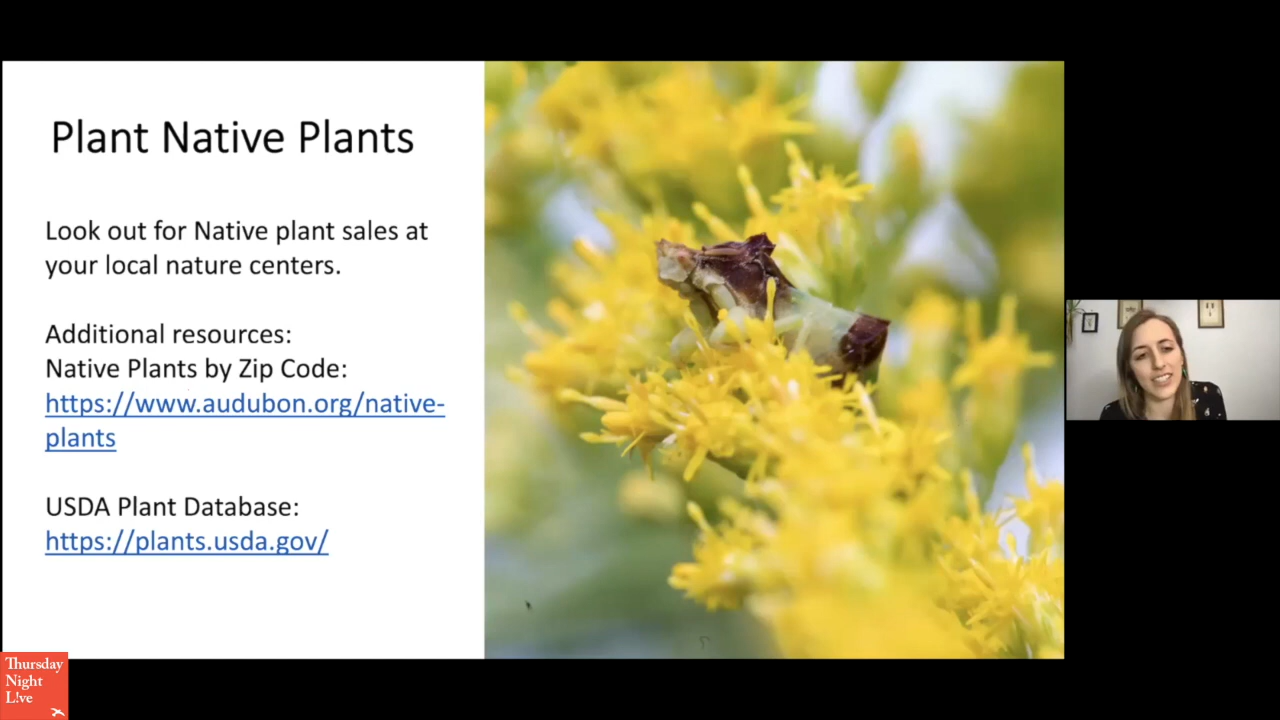 Plant Native Plants
Look out for Native plant sales at
your local nature centers.
Additional resources:
Native Plants by Zip Code:
https://www.audubon.org/native-
plants
USDA Plant Database:
https://plants.usda.gov/
Thursday
Night
L!ve